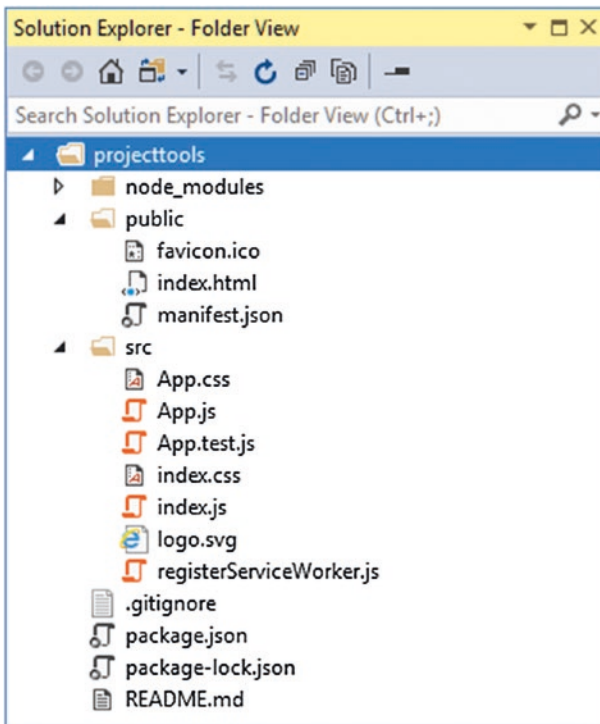 Solution Explorer - Folder View
Search Solution Explorer - Folder View (Ctrl+;)
projecttools
node_modules
public
favicon.ico
index.html
manifest.json
src
App.css
App.js
App.test.js
index.css
index.js
logo.svg
registerServiceWorker.js
.gitignore
package.json
package-lock.json
README.md